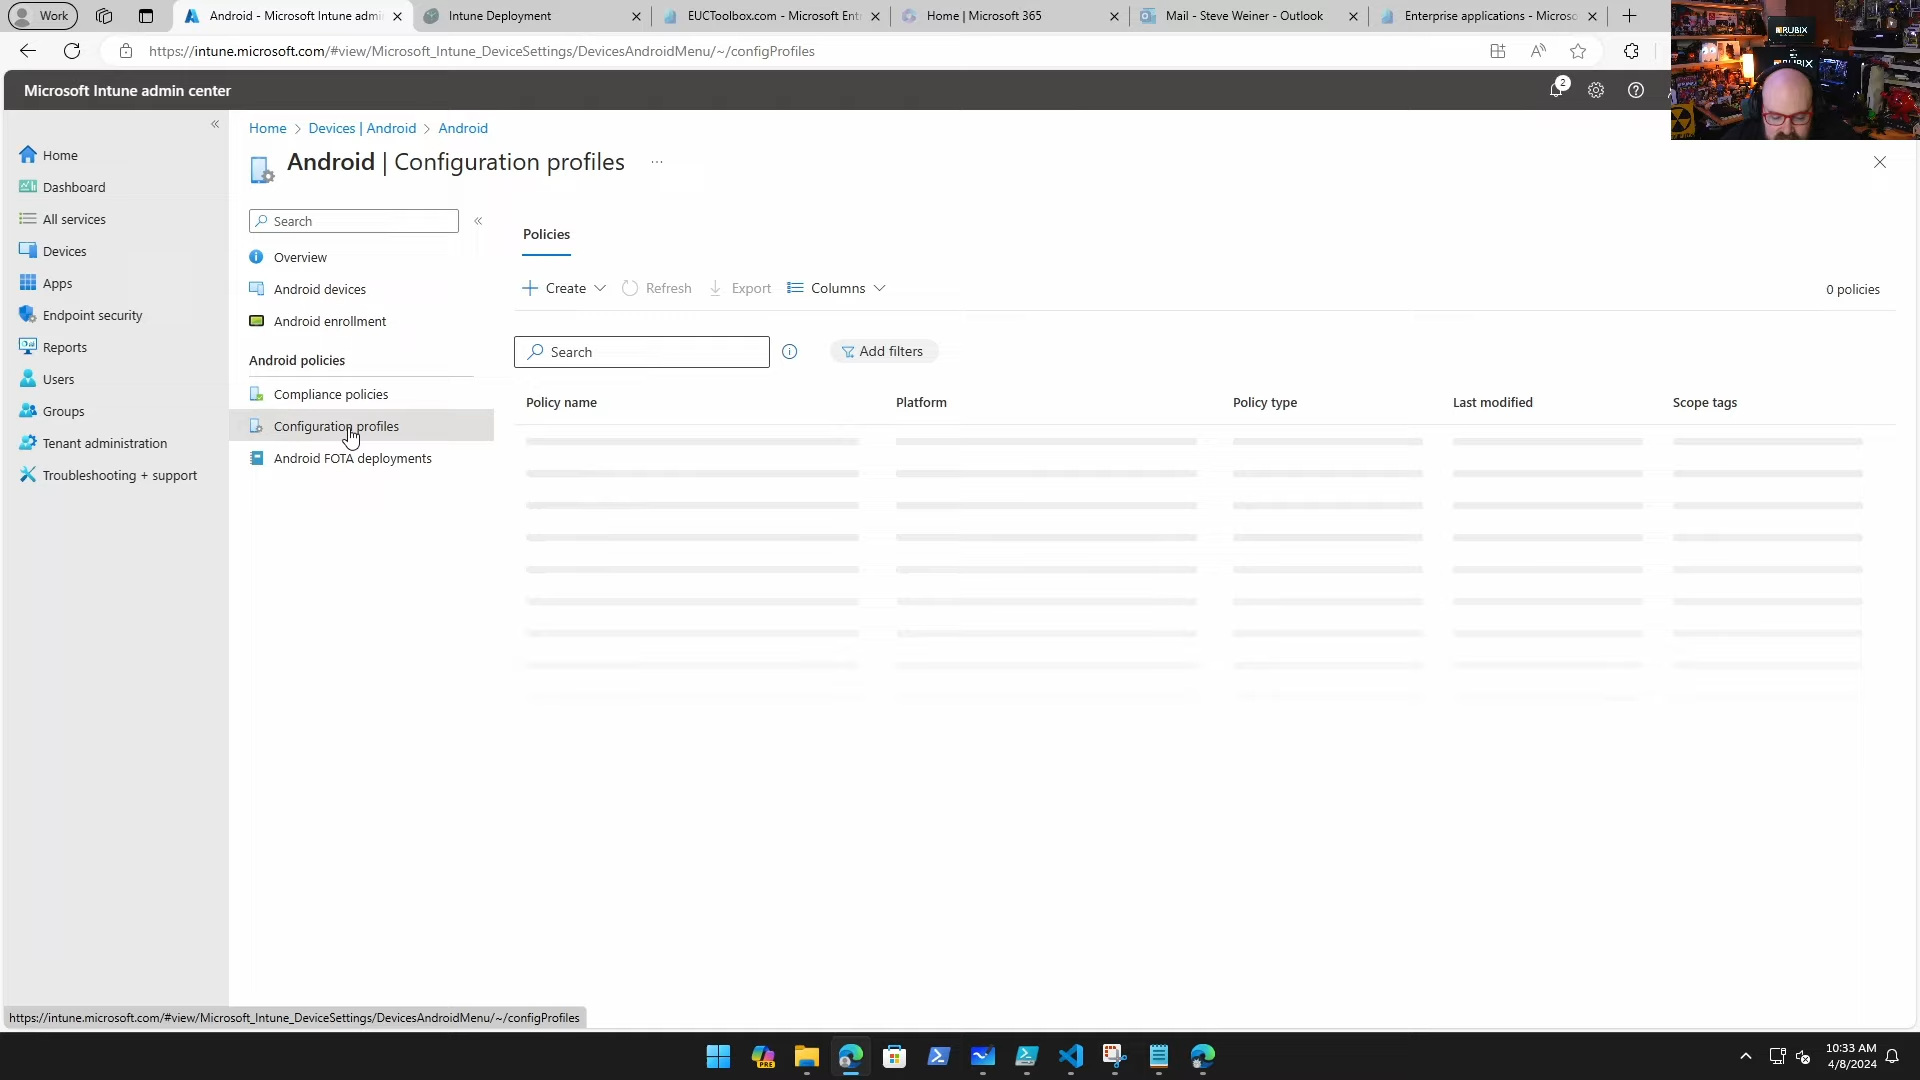 Work
Android - Microsoft Intune admi
Intune Deployment
EUCToolbox.com - Microsoft Ent
Home | Microsoft 365
Mail - Steve Weiner - Outlook
Enterprise applications - Micros
https://intune.microsoft.com/#view/Microsoft_Intune_DeviceSettings/DevicesAndroidMenu/~/configProfiles
RUBIX
RUBIX
Microsoft Intune admin center
2
Home > Devices | Android > Android
Android | Configuration profiles
Home
Dashboard
All services
Devices
Apps
Endpoint security
Reports
Users
Groups
Tenant administration
Troubleshooting + support
Search
Overview
Android devices
Android enrollment
Android policies
Compliance policies
Configuration profiles
Android FOTA deployments
Policies
Create
Refresh
Export
Columns
0 policies
Search
Add filters
Policy name
Platform
Policy type
Last modified
Scope tags
https://intune.microsoft.com/#view/Microsoft_Intune_DeviceSettings/DevicesAndroidMenu/~/configProfiles
PRE
10:33 AM
4/8/2024